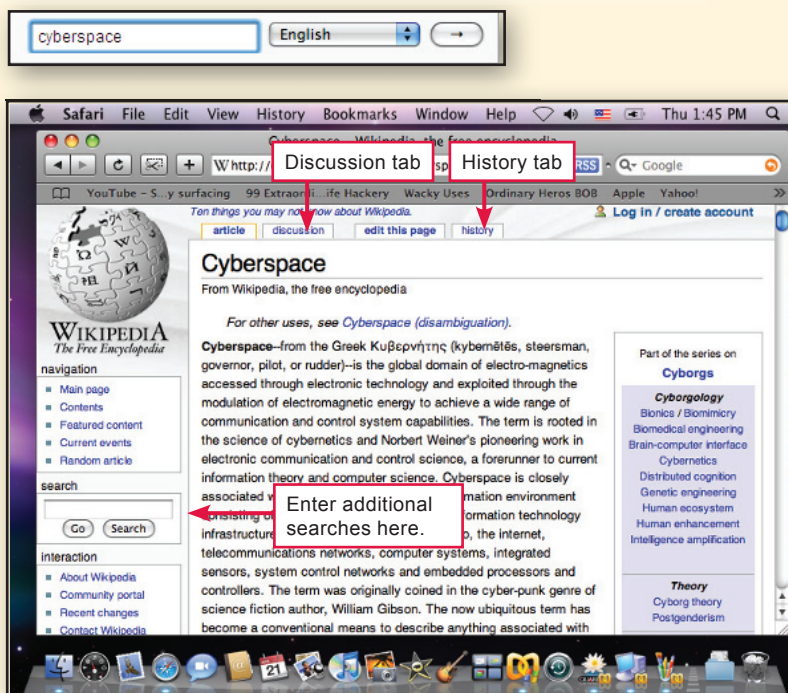 cyberspace English →
Safari File Edit View History Bookmarks Window Help Thu 1:45 PM
Cyberspace - Wikipedia, the free encyclopedia
http:// RSS Google
Discussion tab
History tab
YouTube - S...y surfacing 99 Extraordi...ife Hackery Wacky Uses Ordinary Heros BOB Apple Yahoo!
Ten things you may not know about Wikipedia.
Log in / create account
article discussion edit this page history
WIKIPEDIA
The Free Encyclopedia
navigation
Main page
Contents
Featured content
Current events
Random article
search
Go Search
interaction
About Wikipedia
Community portal
Recent changes
Contact Wikipedia
Cyberspace
From Wikipedia, the free encyclopedia
For other uses, see Cyberspace (disambiguation).
Cyberspace--from the Greek Κυβερνήτης (kybernētēs, steersman,
governor, pilot, or rudder)--is the global domain of electro-magnetics
accessed through electronic technology and exploited through the
modulation of electromagnetic energy to achieve a wide range of
communication and control system capabilities. The term is rooted in
the science of cybernetics and Norbert Weiner's pioneering work in
electronic communication and control science, a forerunner to current
information theory and computer science. Cyberspace is closely
associated mation environment
ormation technology
infrastructure , the internet,
telecommunications networks, computer systems, integrated
sensors, system control networks and embedded processors and
controllers. The term was originally coined in the cyber-punk genre of
science fiction author, William Gibson. The now ubiquitous term has
become a conventional means to describe anything associated with
Enter additional
searches here.
Part of the series on
Cyborgs
Cyborgology
Bionics / Biomimicry
Biomedical engineering
Brain-computer interface
Cybernetics
Distributed cognition
Genetic engineering
Human ecosystem
Human enhancement
Intelligence amplification
Theory
Cyborg theory
Postgenderism
21